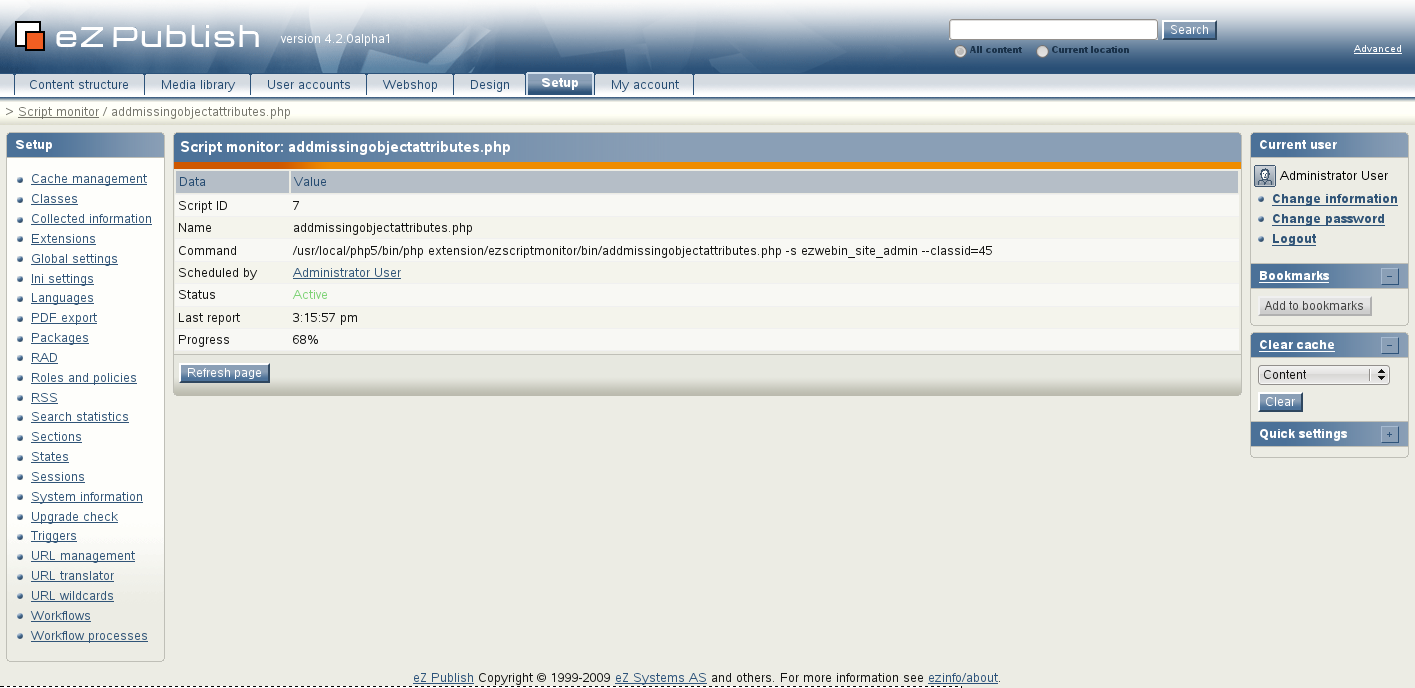 eZ Publish version 4.2.0alpha1
Search
All content Current location
Advanced
Content structure Media library User accounts Webshop Design Setup My account
> Script monitor / addmissingobjectattributes.php
Setup
Cache management
Classes
Collected information
Extensions
Global settings
Ini settings
Languages
PDF export
Packages
RAD
Roles and policies
RSS
Search statistics
Sections
States
Sessions
System information
Upgrade check
Triggers
URL management
URL translator
URL wildcards
Workflows
Workflow processes
Script monitor: addmissingobjectattributes.php
Data Value
Script ID 7
Name addmissingobjectattributes.php
Command /usr/local/php5/bin/php extension/ezscriptmonitor/bin/addmissingobjectattributes.php -s ezwebin_site_admin --classid=45
Scheduled by Administrator User
Status Active
Last report 3:15:57 pm
Progress 68%
Refresh page
Current user
Administrator User
Change information
Change password
Logout
Bookmarks -
Add to bookmarks
Clear cache -
Content
Clear
Quick settings +
eZ Publish Copyright © 1999-2009 eZ Systems AS and others. For more information see ezinfo/about.